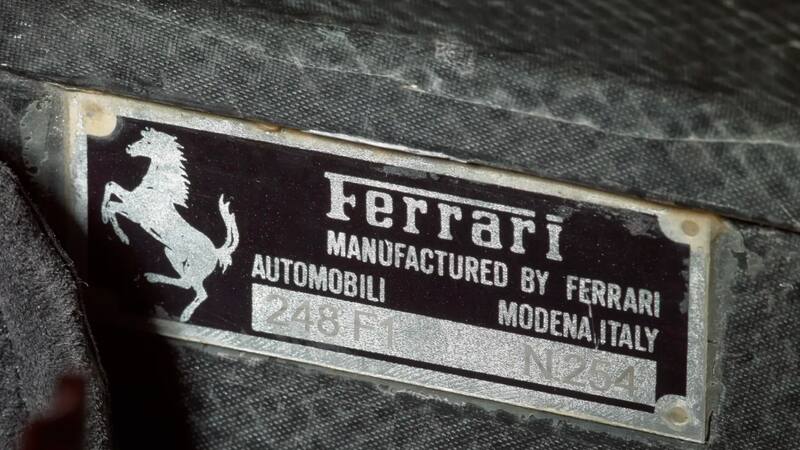 Ferrari
MANUFACTURED BY FERRARI
AUTOMOBILI MODENA, ITALY
248 F1 N 254